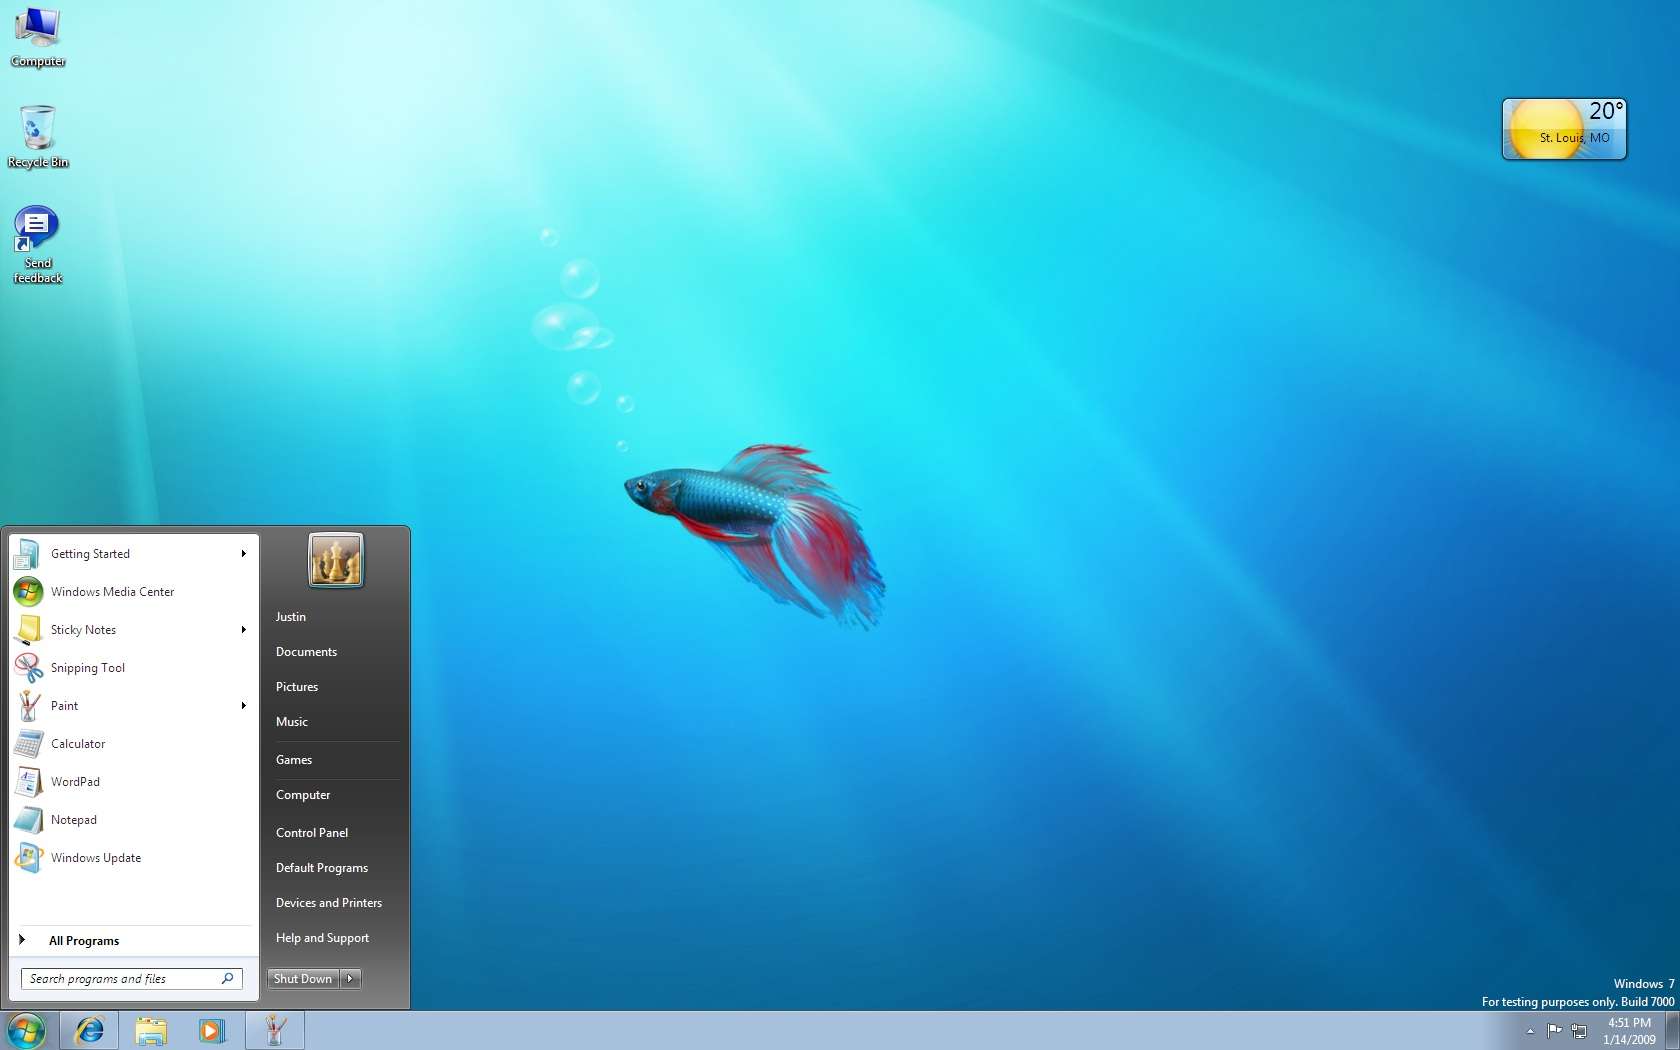 Computer
Recycle Bin
Send
feedback
20°
St. Louis, MO
Getting Started
Windows Media Center
Sticky Notes
Snipping Tool
Paint
Calculator
WordPad
Notepad
Windows Update
All Programs
Search programs and files
Justin
Documents
Pictures
Music
Games
Computer
Control Panel
Default Programs
Devices and Printers
Help and Support
Shut Down
Windows 7
For testing purposes only. Build 7000
4:51 PM
1/14/2009